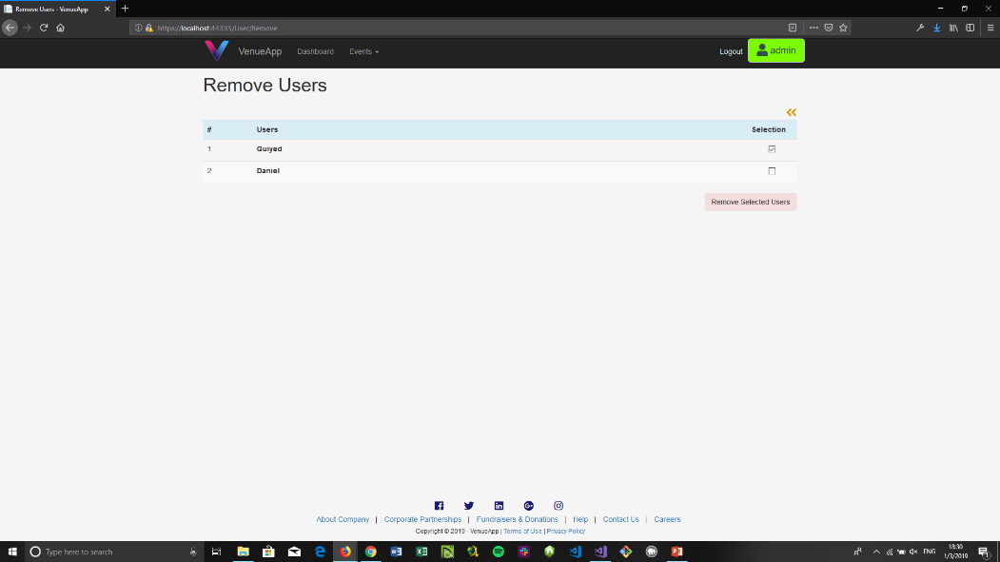 Remove Users - VenueApp
https://localhost:44335/User/Remove
VenueApp Dashboard Events Logout admin
Remove Users
# Users Selection
1 Guiyed
2 Daniel
Remove Selected Users
About Company | Corporate Partnerships | Fundraisers & Donations | Help | Contact Us | Careers
Copyright © 2019 - VenueApp | Terms of Use | Privacy Policy
Type here to search
ENG
18:30
1/3/2019